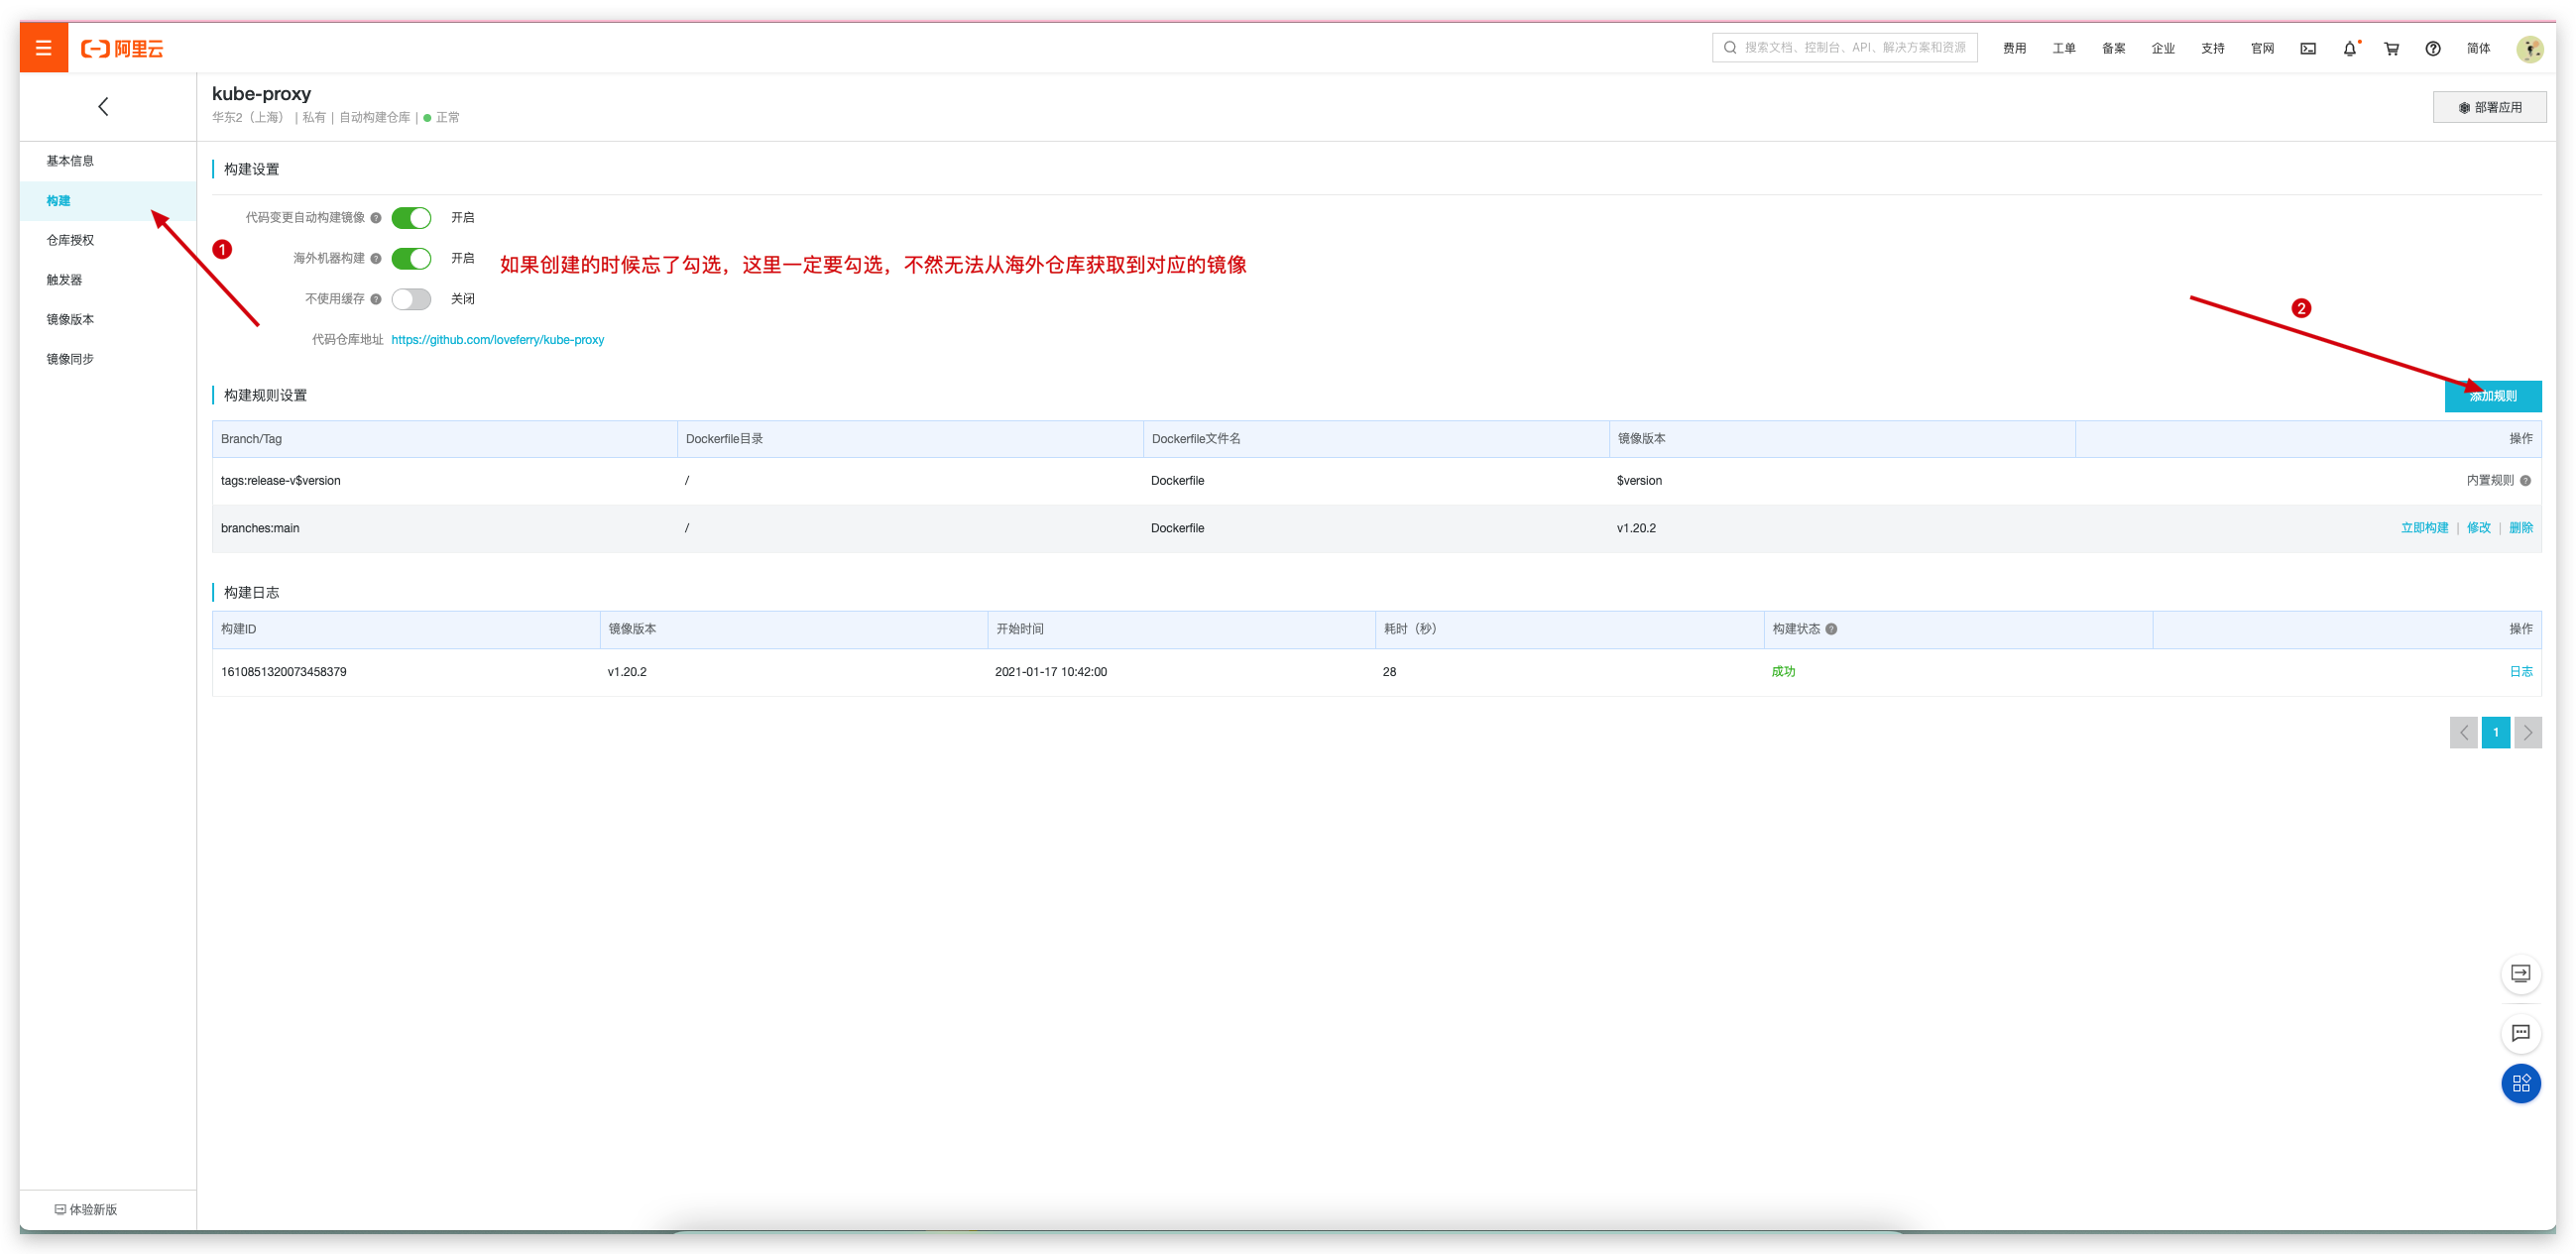 阿里云
搜索文档、控制台、API、解决方案和资源
费用 工单 备案 企业 支持 官网 简体
kube-proxy
华东2（上海） | 私有 | 自动构建仓库 | 正常
部署应用
基本信息
构建
仓库授权
触发器
镜像版本
镜像同步
体验新版
1
构建设置
代码变更自动构建镜像 开启
海外机器构建 开启
如果创建的时候忘了勾选，这里一定要勾选，不然无法从海外仓库获取到对应的镜像
不使用缓存 关闭
代码仓库地址 https://github.com/loveferry/kube-proxy
2
构建规则设置
添加规则
Branch/Tag Dockerfile目录 Dockerfile文件名 镜像版本 操作
tags:release-v$version / Dockerfile $version 内置规则
branches:main / Dockerfile v1.20.2 立即构建 | 修改 | 删除
构建日志
构建ID 镜像版本 开始时间 耗时（秒） 构建状态 操作
1610851320073458379 v1.20.2 2021-01-17 10:42:00 28 成功 日志
1